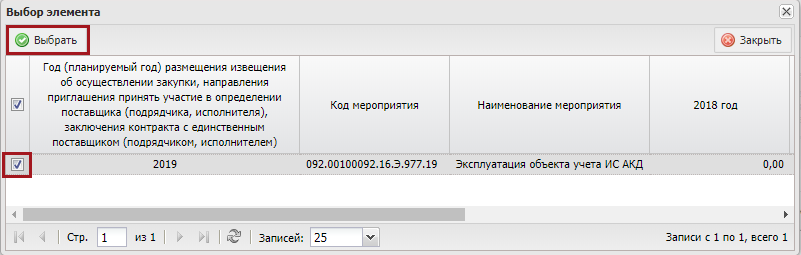 Выбор элемента
Выбрать
Закрыть
Год (планируемый год) размещения извещения
об осуществлении закупки, направления
приглашения принять участие в определении
поставщика (подрядчика, исполнителя),
заключения контракта с единственным
поставщиком (подрядчиком, исполнителем)
Код мероприятия
Наименование мероприятия
2018 год
2019
092.00100092.16.Э.977.19
Эксплуатация объекта учета ИС АКД
0,00
Стр. 1 из 1
Записей: 25
Записи с 1 по 1, всего 1